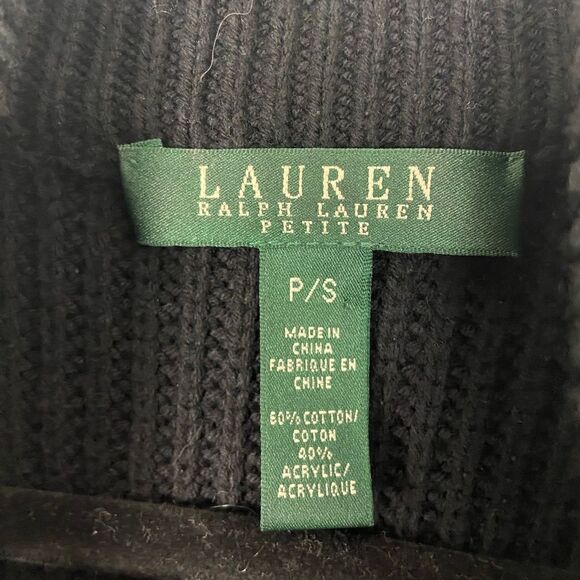 LAUREN
RALPH LAUREN
PETITE
P/S
MADE IN
CHINA
FABRIQUE EN
CHINE
60% COTTON/
COTON
40%
ACRYLIC/
ACRYLIQUE